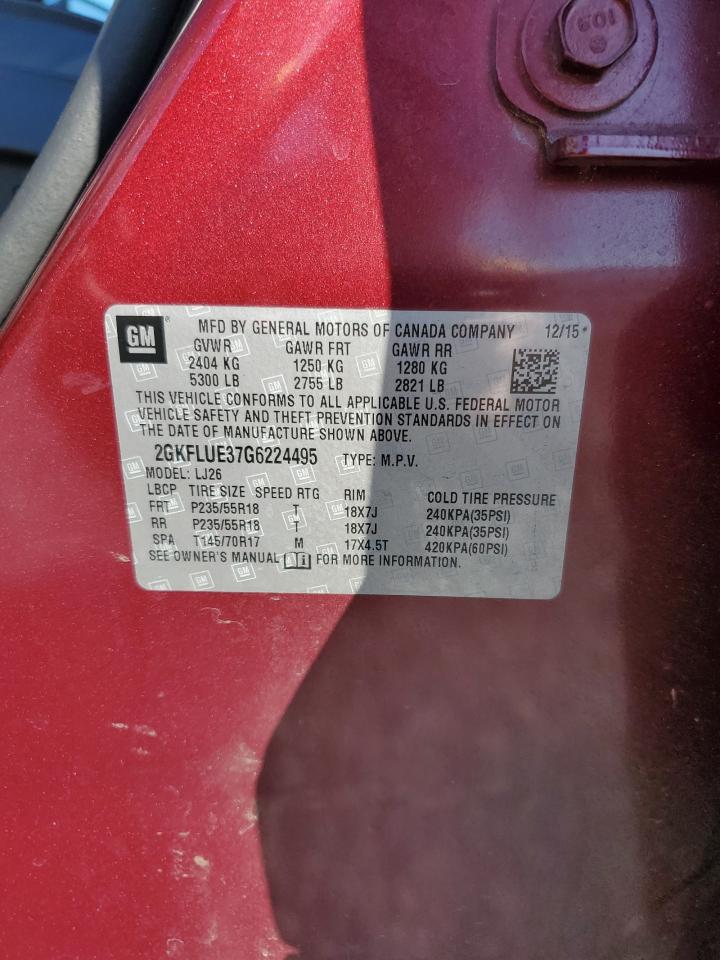 109
GM ® MFD BY GENERAL MOTORS OF CANADA COMPANY 12/15*
GVWR GAWR FRT GAWR RR
2404 KG 1250 KG 1280 KG
5300 LB 2755 LB 2821 LB
THIS VEHICLE CONFORMS TO ALL APPLICABLE U.S. FEDERAL MOTOR
VEHICLE SAFETY AND THEFT PREVENTION STANDARDS IN EFFECT ON
THE DATE OF MANUFACTURE SHOWN ABOVE.
2GKFLUE37G6224495 TYPE: M.P.V.
MODEL: LJ26
LBCP TIRE SIZE SPEED RTG RIM COLD TIRE PRESSURE
FRT P235/55R18 T 18X7J 240KPA(35PSI)
RR P235/55R18 T 18X7J 240KPA(35PSI)
SPA T145/70R17 M 17X4.5T 420KPA(60PSI)
SEE OWNER'S MANUAL FOR MORE INFORMATION.